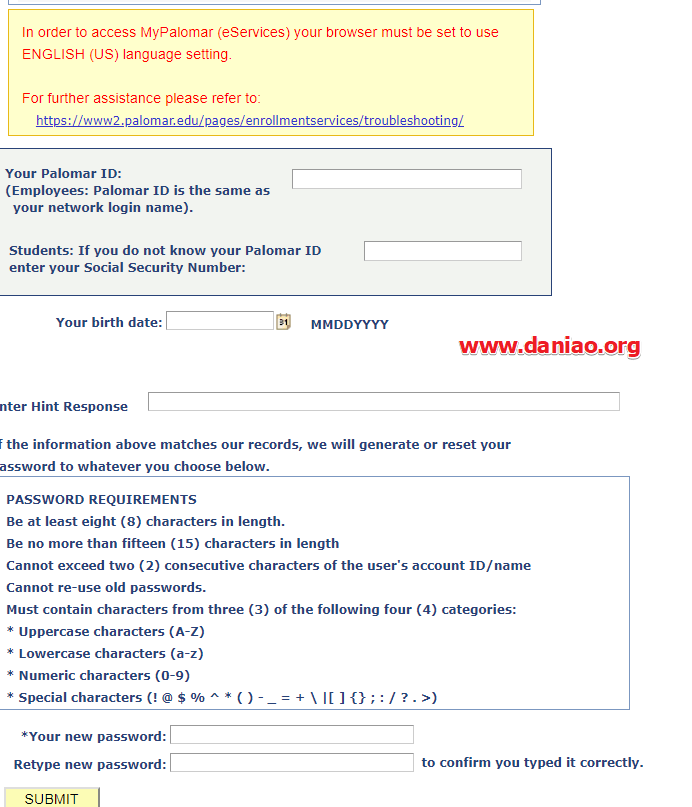 In order to access MyPalomar (eServices) your browser must be set to use
ENGLISH (US) language setting.
For further assistance please refer to:
https://www2.palomar.edu/pages/enrollmentservices/troubleshooting/
Your Palomar ID:
(Employees: Palomar ID is the same as
your network login name).
Students: If you do not know your Palomar ID
enter your Social Security Number:
Your birth date: 31 MMDDYYYY
www.daniao.org
nter Hint Response
f the information above matches our records, we will generate or reset your
assword to whatever you choose below.
PASSWORD REQUIREMENTS
Be at least eight (8) characters in length.
Be no more than fifteen (15) characters in length
Cannot exceed two (2) consecutive characters of the user's account ID/name
Cannot re-use old passwords.
Must contain characters from three (3) of the following four (4) categories:
* Uppercase characters (A-Z)
* Lowercase characters (a-z)
* Numeric characters (0-9)
* Special characters (! @ $ % ^ * ( ) - _ = + \ |[ ] {} ; : / ? . >)
*Your new password:
Retype new password: to confirm you typed it correctly.
SUBMIT